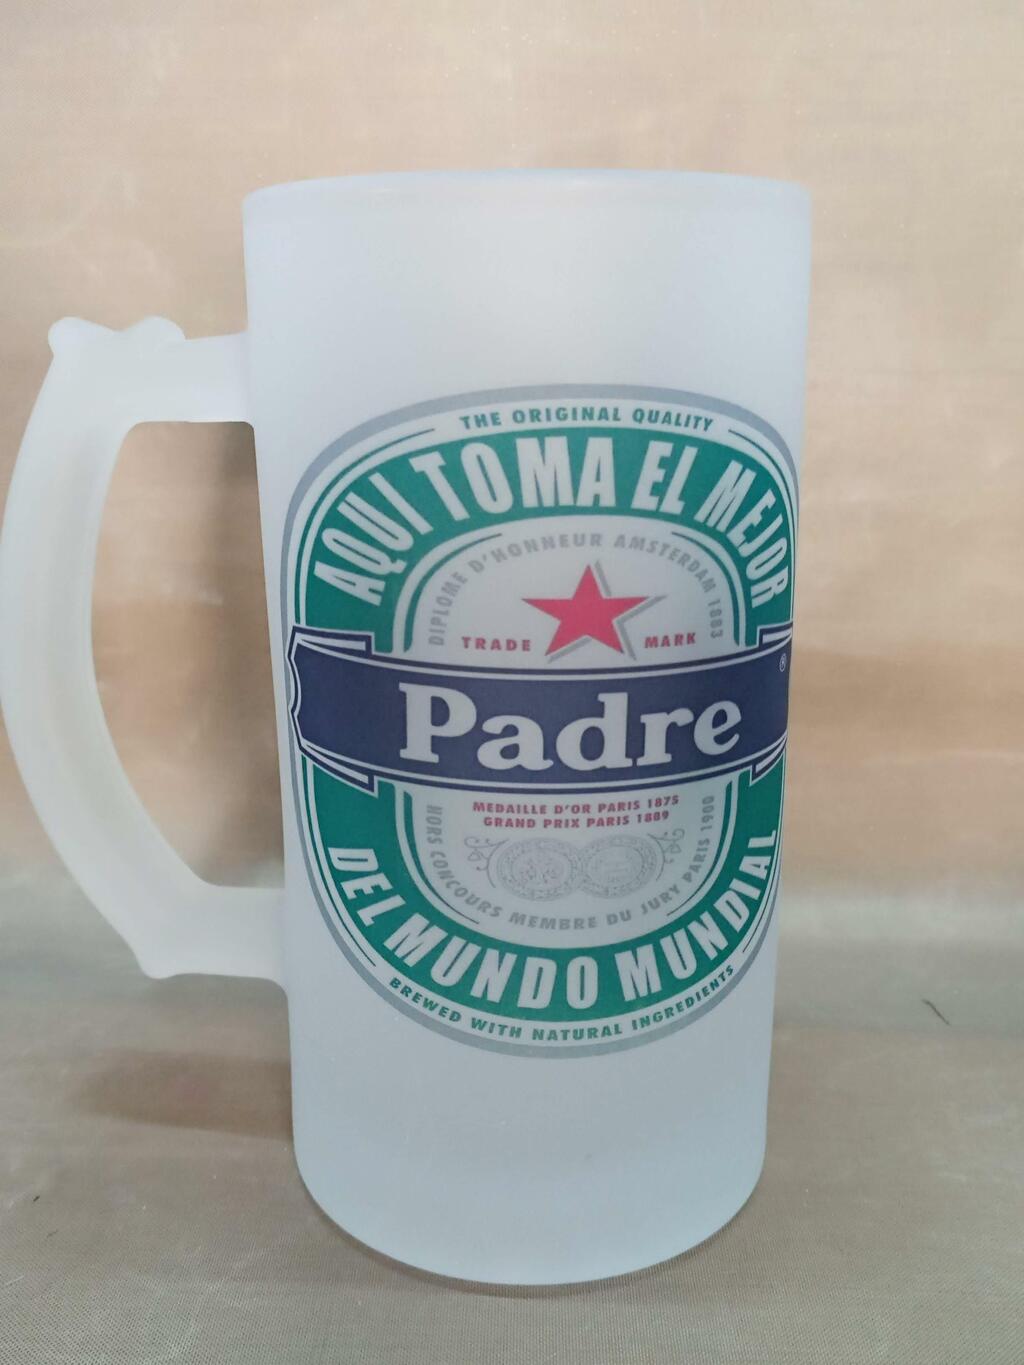 THE ORIGINAL QUALITY
AQUI TOMA EL MEJOR
DIPLOME D'HONNEUR AMSTERDAM 1883
TRADE MARK
®
Padre
MEDAILLE D'OR PARIS 1875
GRAND PRIX PARIS 1889
HORS CONCOURS MEMBRE DU JURY PARIS 1900
DEL MUNDO MUNDIAL
BREWED WITH NATURAL INGREDIENTS